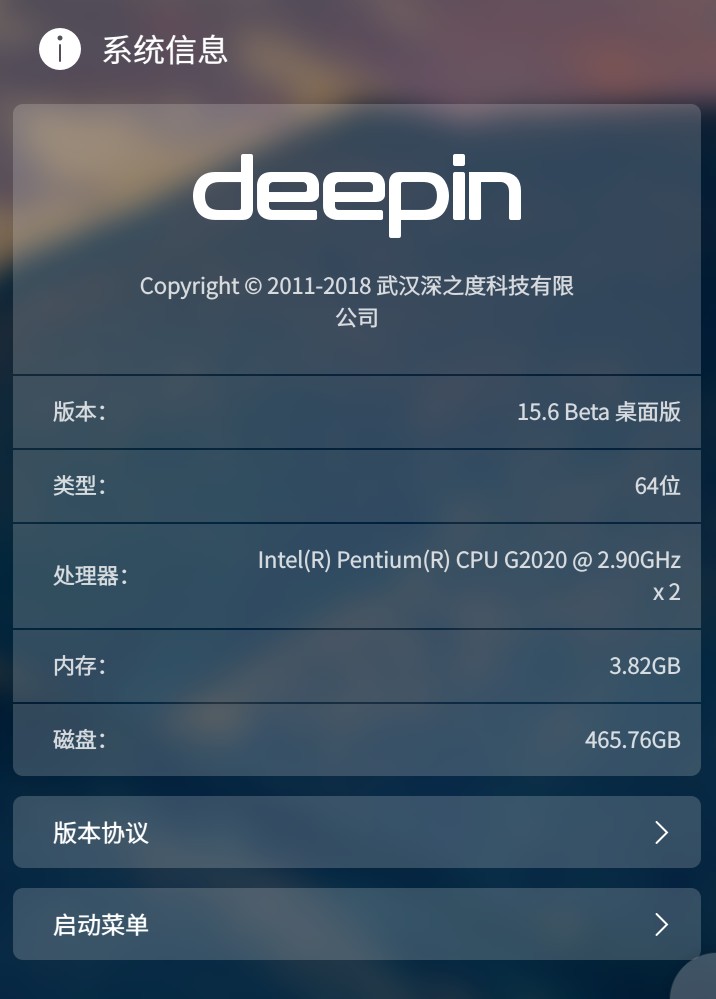 系统信息
deepin
Copyright © 2011-2018 武汉深之度科技有限
公司
版本：
15.6 Beta 桌面版
类型：
64位
处理器：
Intel(R) Pentium(R) CPU G2020 @ 2.90GHz
x 2
内存：
3.82GB
磁盘：
465.76GB
版本协议
启动菜单